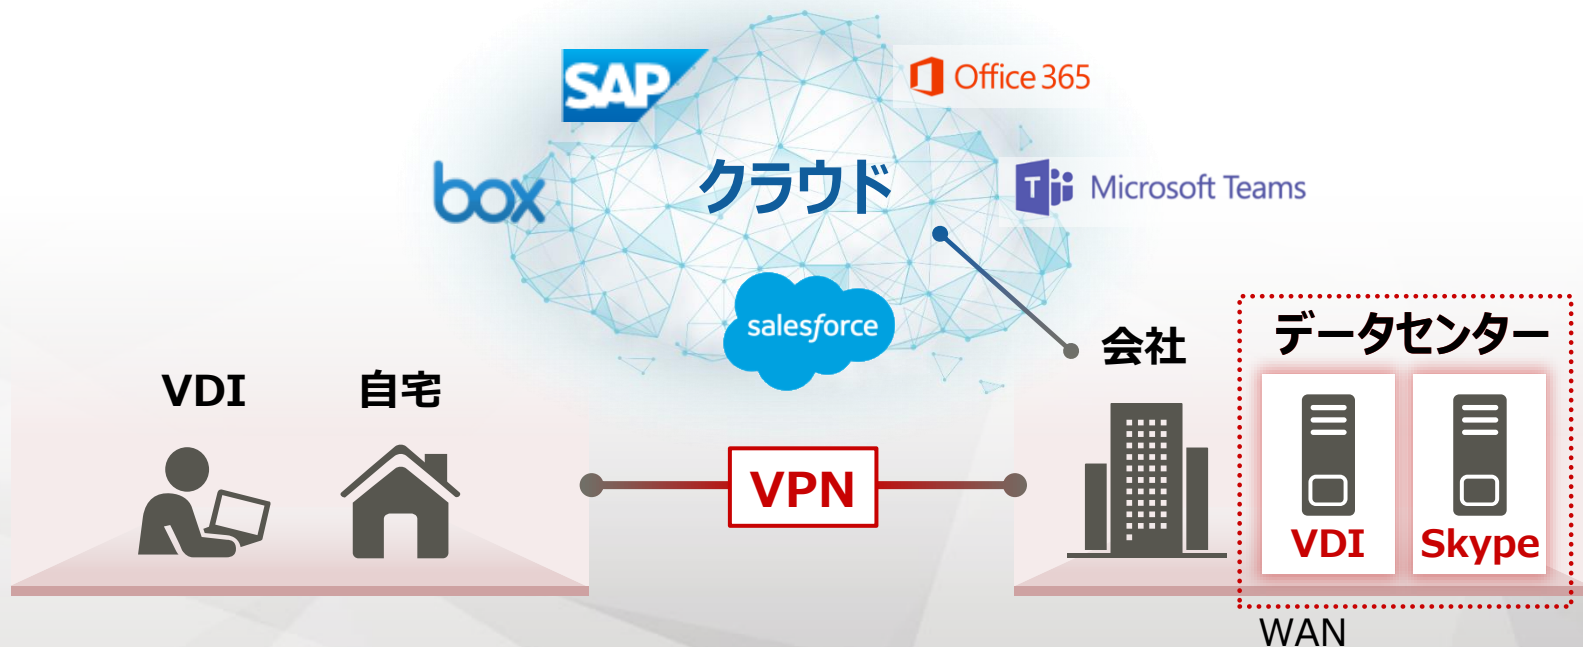 SAP
Office 365
box
クラウド
Microsoft Teams
salesforce
VDI
自宅
VPN
会社
データセンター
VDI
Skype
WAN